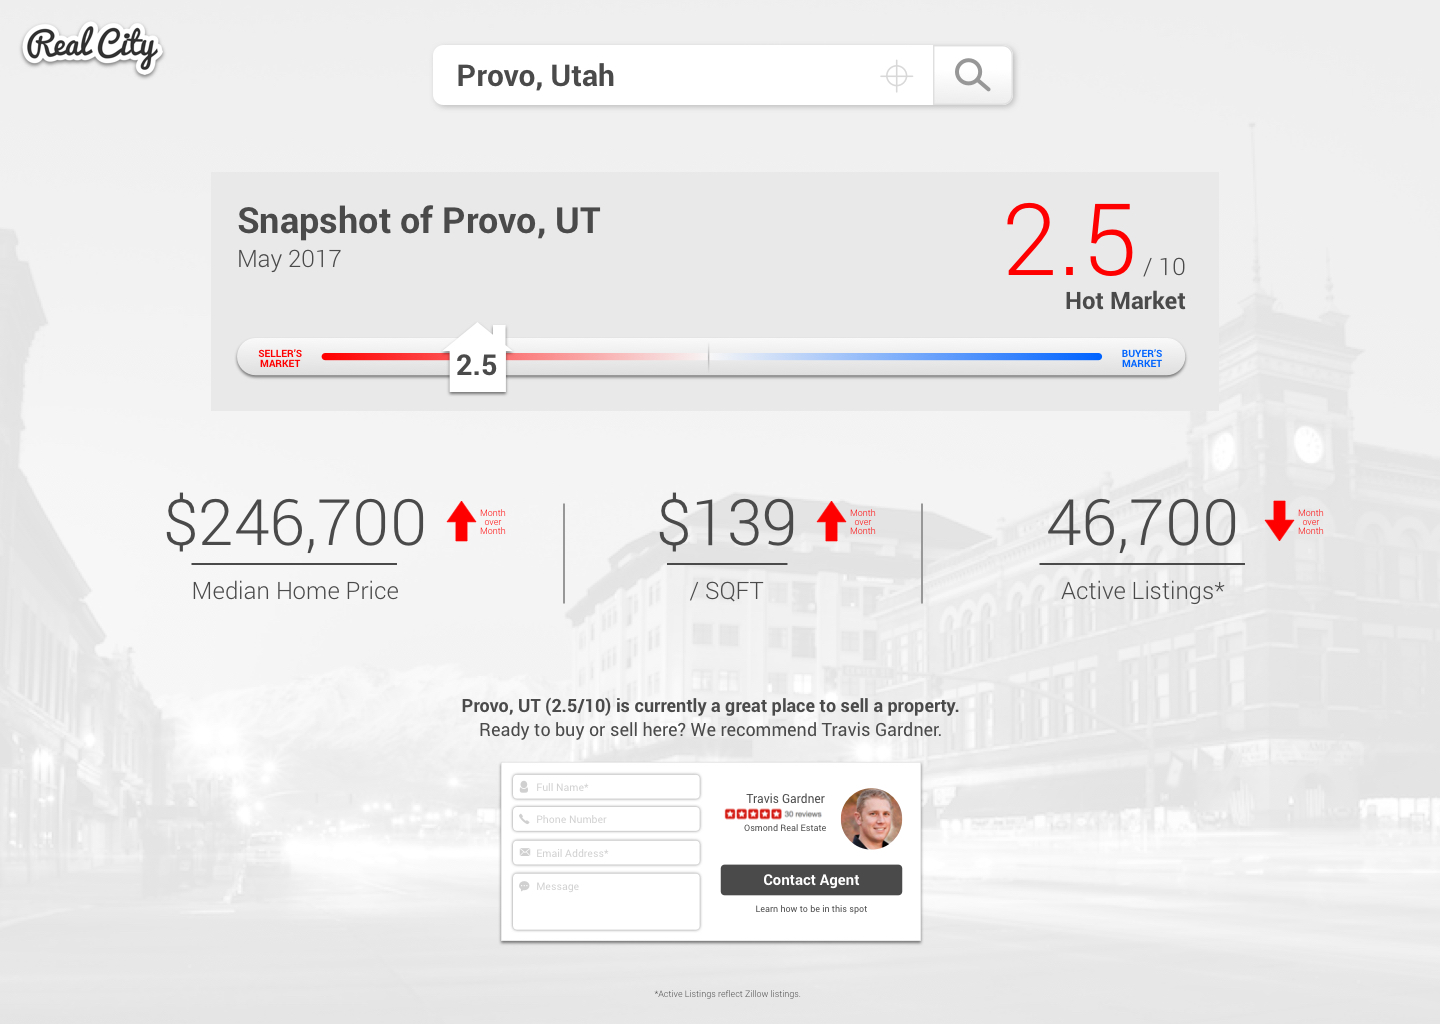 Real City
Provo, Utah
Snapshot of Provo, UT
May 2017
2.5 / 10
Hot Market
SELLER'S
MARKET
2.5
BUYER'S
MARKET
$246,700
Month
over
Month
Median Home Price
$139
Month
over
Month
/ SQFT
46,700
Month
over
Month
Active Listings*
Provo, UT (2.5/10) is currently a great place to sell a property.
Ready to buy or sell here? We recommend Travis Gardner.
Full Name*
Phone Number
Email Address*
Message
Travis Gardner
30 reviews
Osmond Real Estate
Contact Agent
Learn how to be in this spot
*Active Listings reflect Zillow listings.